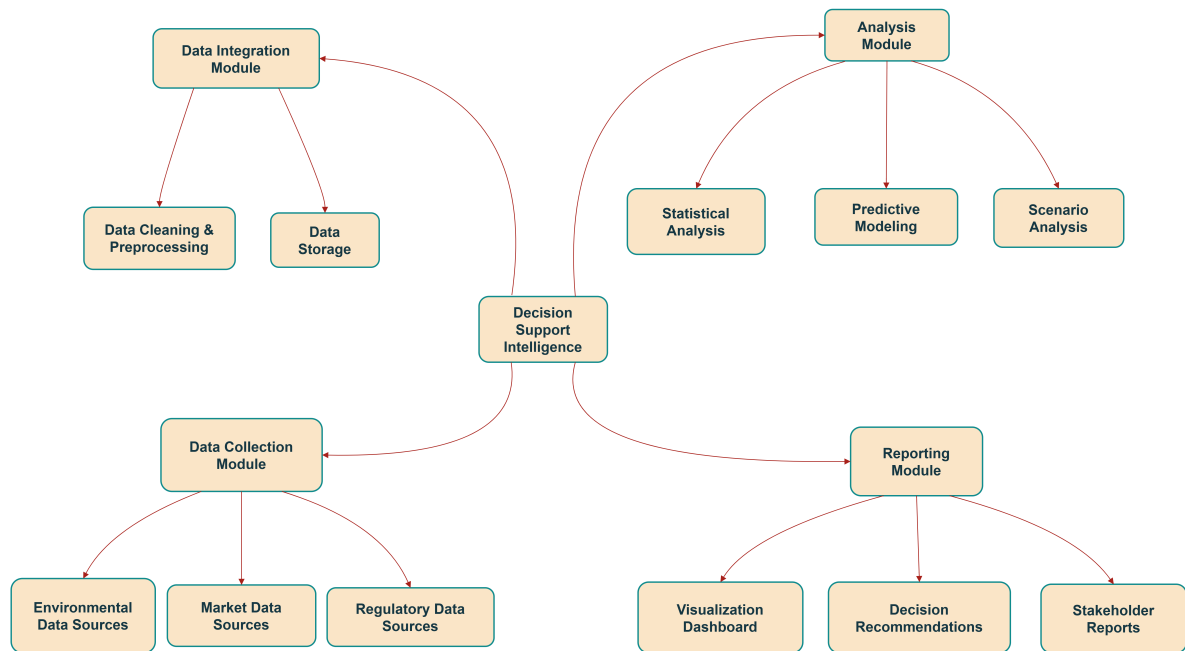 Data Integration
Module
Data Cleaning &
Preprocessing
Data
Storage
Analysis
Module
Statistical
Analysis
Predictive
Modeling
Scenario
Analysis
Decision
Support
Intelligence
Data Collection
Module
Environmental
Data Sources
Market Data
Sources
Regulatory Data
Sources
Reporting
Module
Visualization
Dashboard
Decision
Recommendations
Stakeholder
Reports